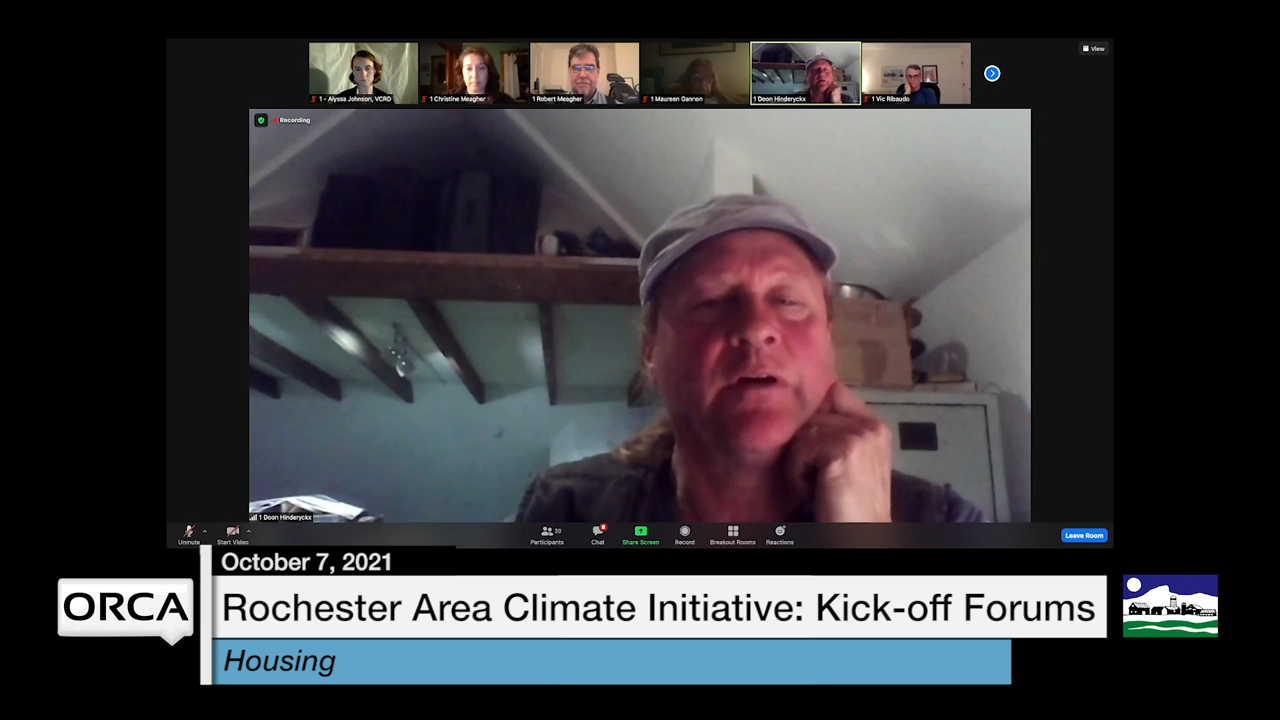 View
1 - Alyssa Johnson, VCRD
1 Christine Meagher
1 Robert Meagher
1 Maureen Gannon
1 Doon Hinderyckx
1 Vic Ribaudo
Recording
1 Doon Hinderyckx
Unmute
Start Video
Participants
20
Chat
8
Share Screen
Record
Breakout Rooms
Reactions
Leave Room
October 7, 2021
ORCA
Rochester Area Climate Initiative: Kick-off Forums
Housing